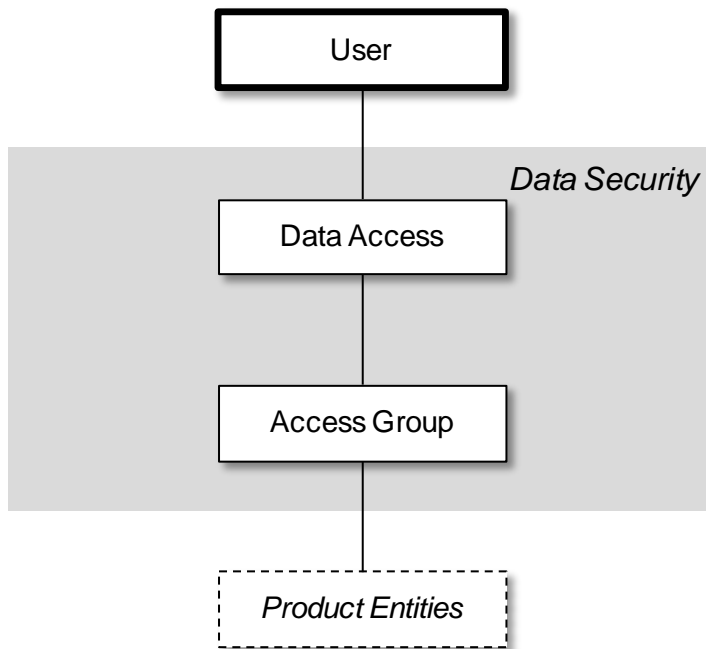 User
Data Security
Data Access
Access Group
Product Entities